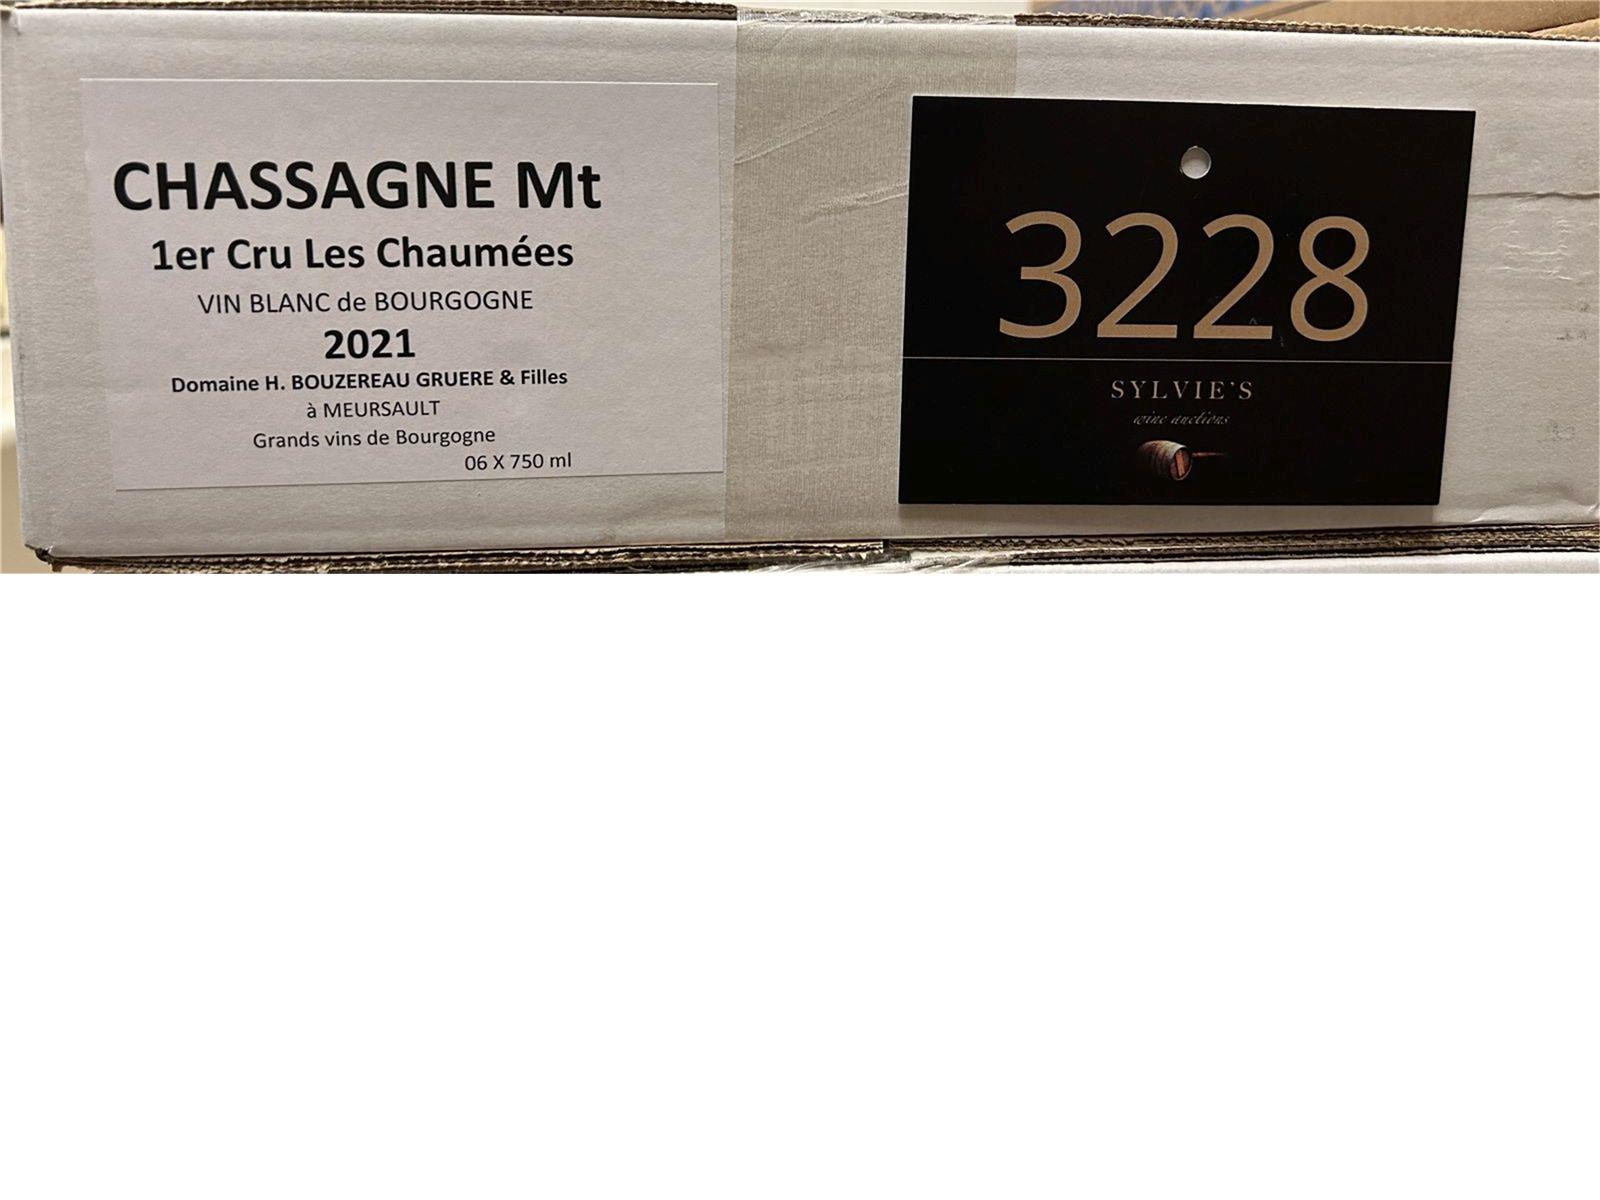 CHASSAGNE Mt
1er Cru Les Chaumées
VIN BLANC de BOURGOGNE
2021
Domaine H. BOUZEREAU GRUERE & Filles
à MEURSAULT
Grands vins de Bourgogne
06 X 750 ml
3228
SYLVIE'S
wine auctions